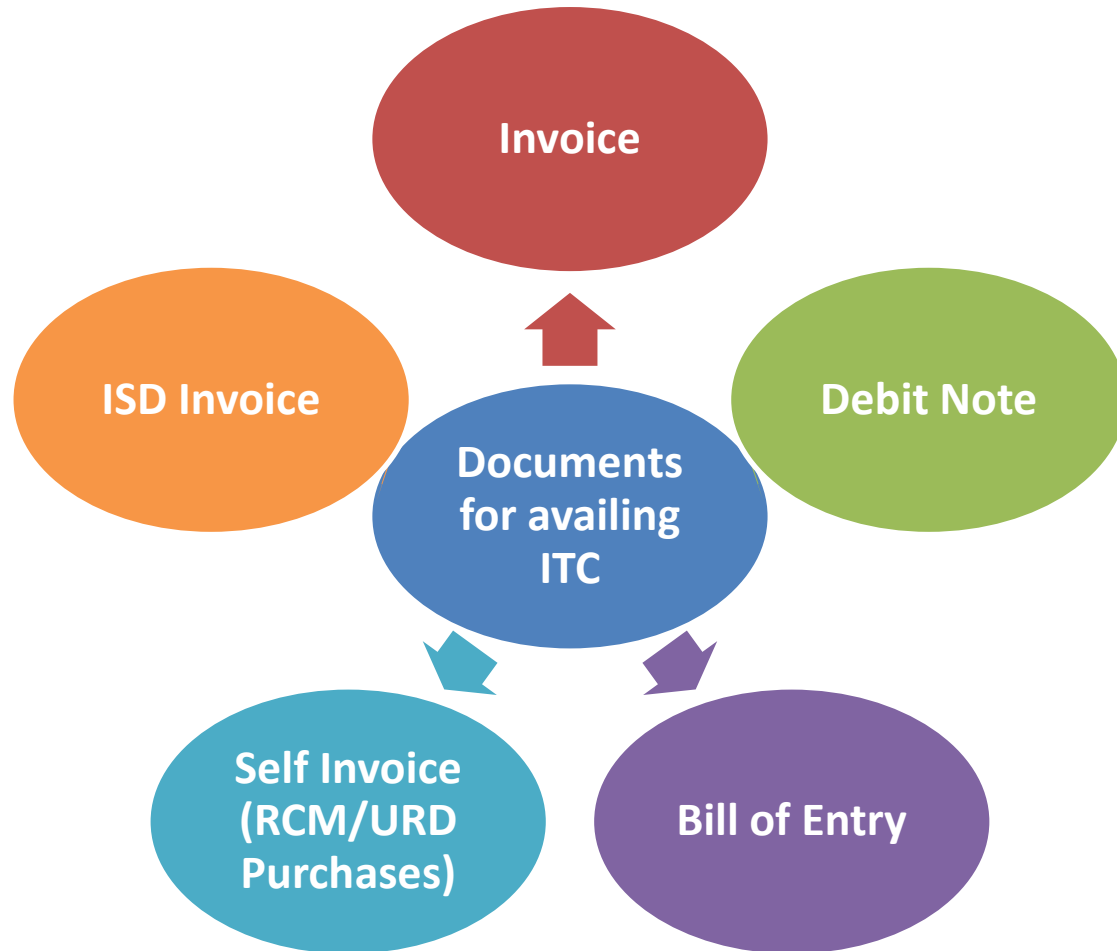 Invoice
ISD Invoice
Debit Note
Documents
for availing
ITC
Self Invoice
(RCM/URD
Purchases)
Bill of Entry